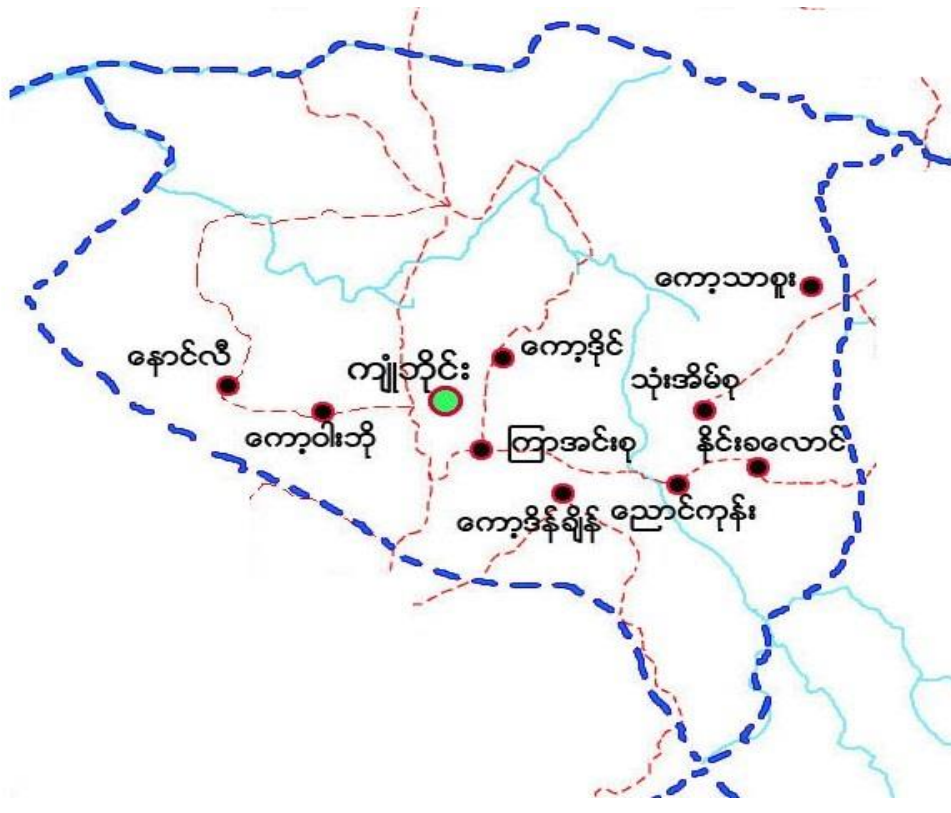 ကော့သာစူး
နောင်လီ
ကျုံဘိုင်း
ကော့ဒိုင်
သုံးအိမ်စု
ကော့ဝါးဘို
ကြာအင်းစု
နိုင်းခလောင်
ကော့ဒိန်ချိန်
ညောင်ကုန်း